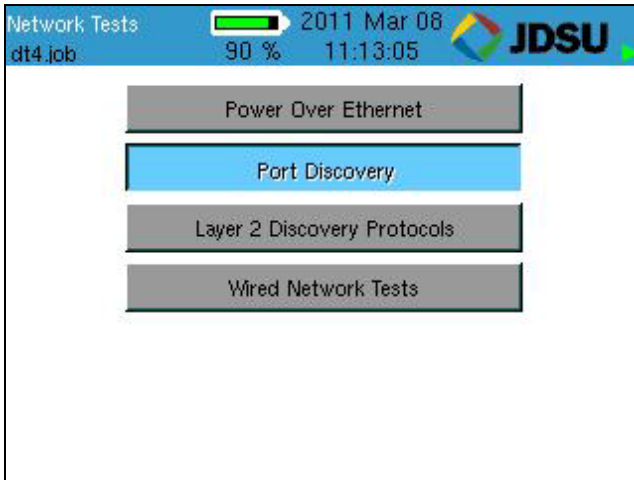 Network Tests
2011 Mar 08
JDSU
dt4.job
90 %
11:13:05
Power Over Ethernet
Port Discovery
Layer 2 Discovery Protocols
Wired Network Tests